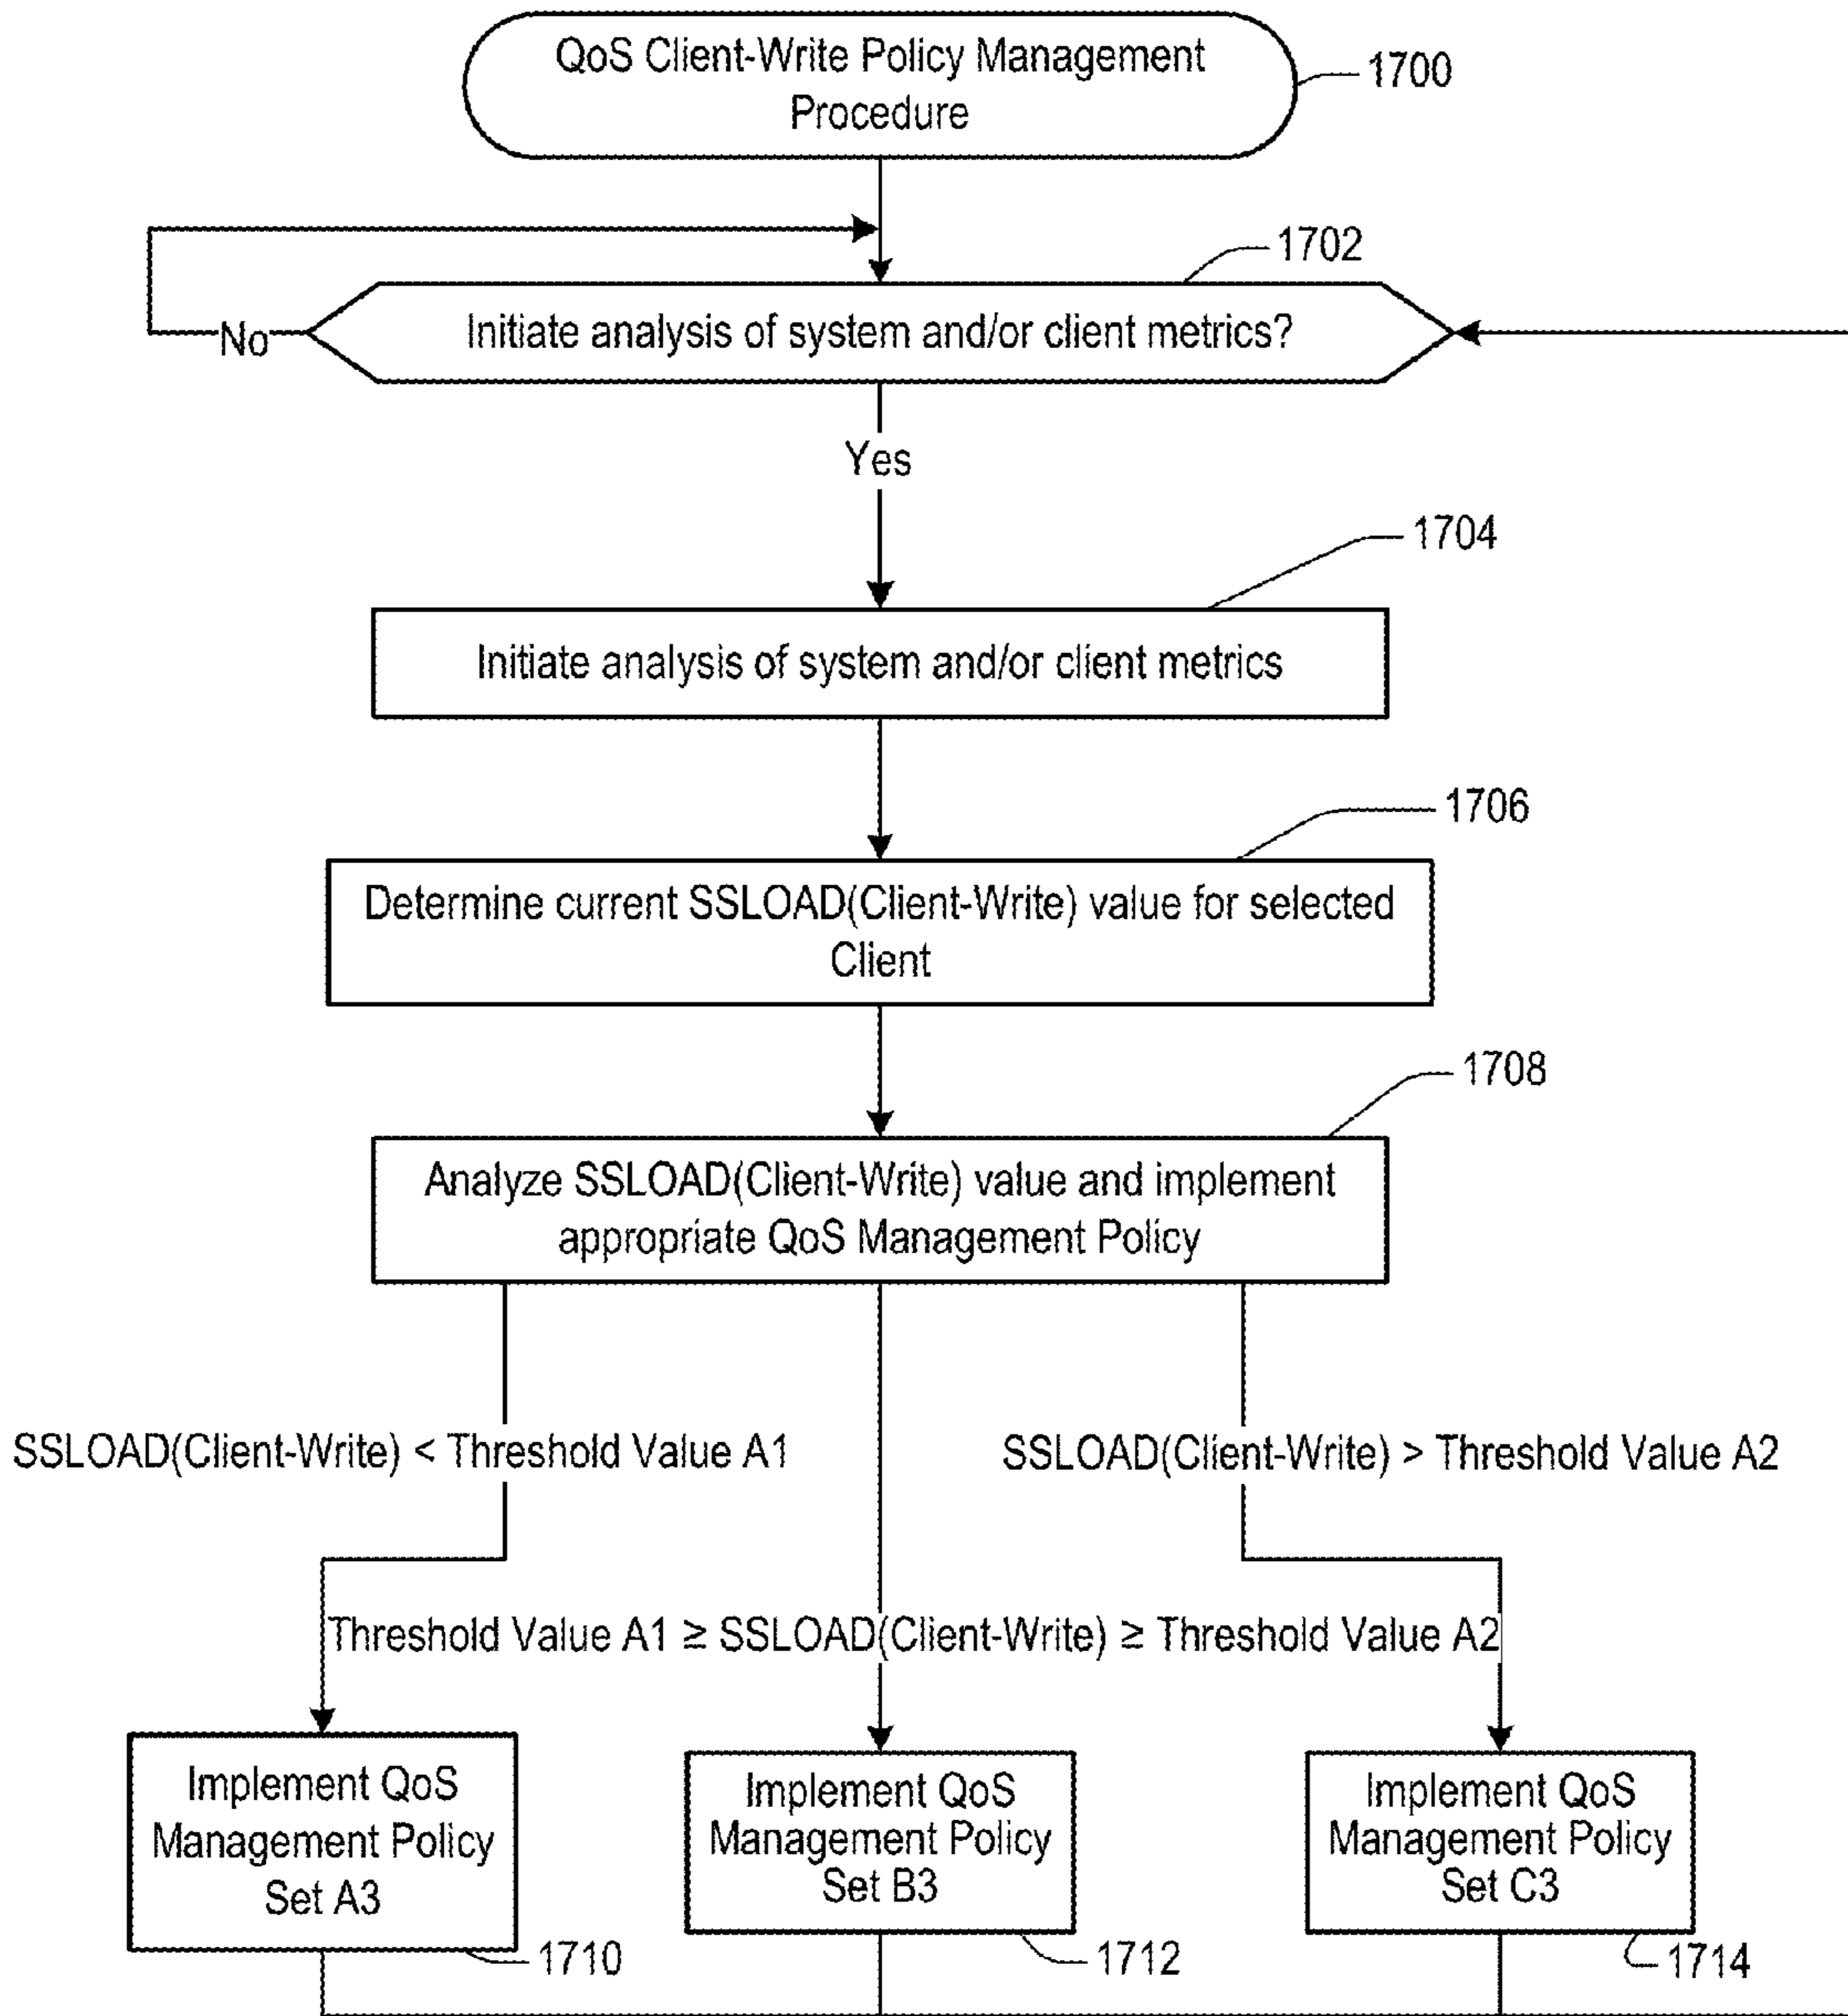 QoS Client-Write Policy Management
Procedure
1700
1702
Initiate analysis of system and/or client metrics?
No
Yes
1704
Initiate analysis of system and/or client metrics
1706
Determine current SSLOAD(Client-Write) value for selected
Client
1708
Analyze SSLOAD(Client-Write) value and implement
appropriate QoS Management Policy
SSLOAD(Client-Write) < Threshold Value A1
SSLOAD(Client-Write) > Threshold Value A2
Threshold Value A1 ≥ SSLOAD(Client-Write) ≥ Threshold Value A2
Implement QoS
Management Policy
Set A3
1710
Implement QoS
Management Policy
Set B3
1712
Implement QoS
Management Policy
Set C3
1714